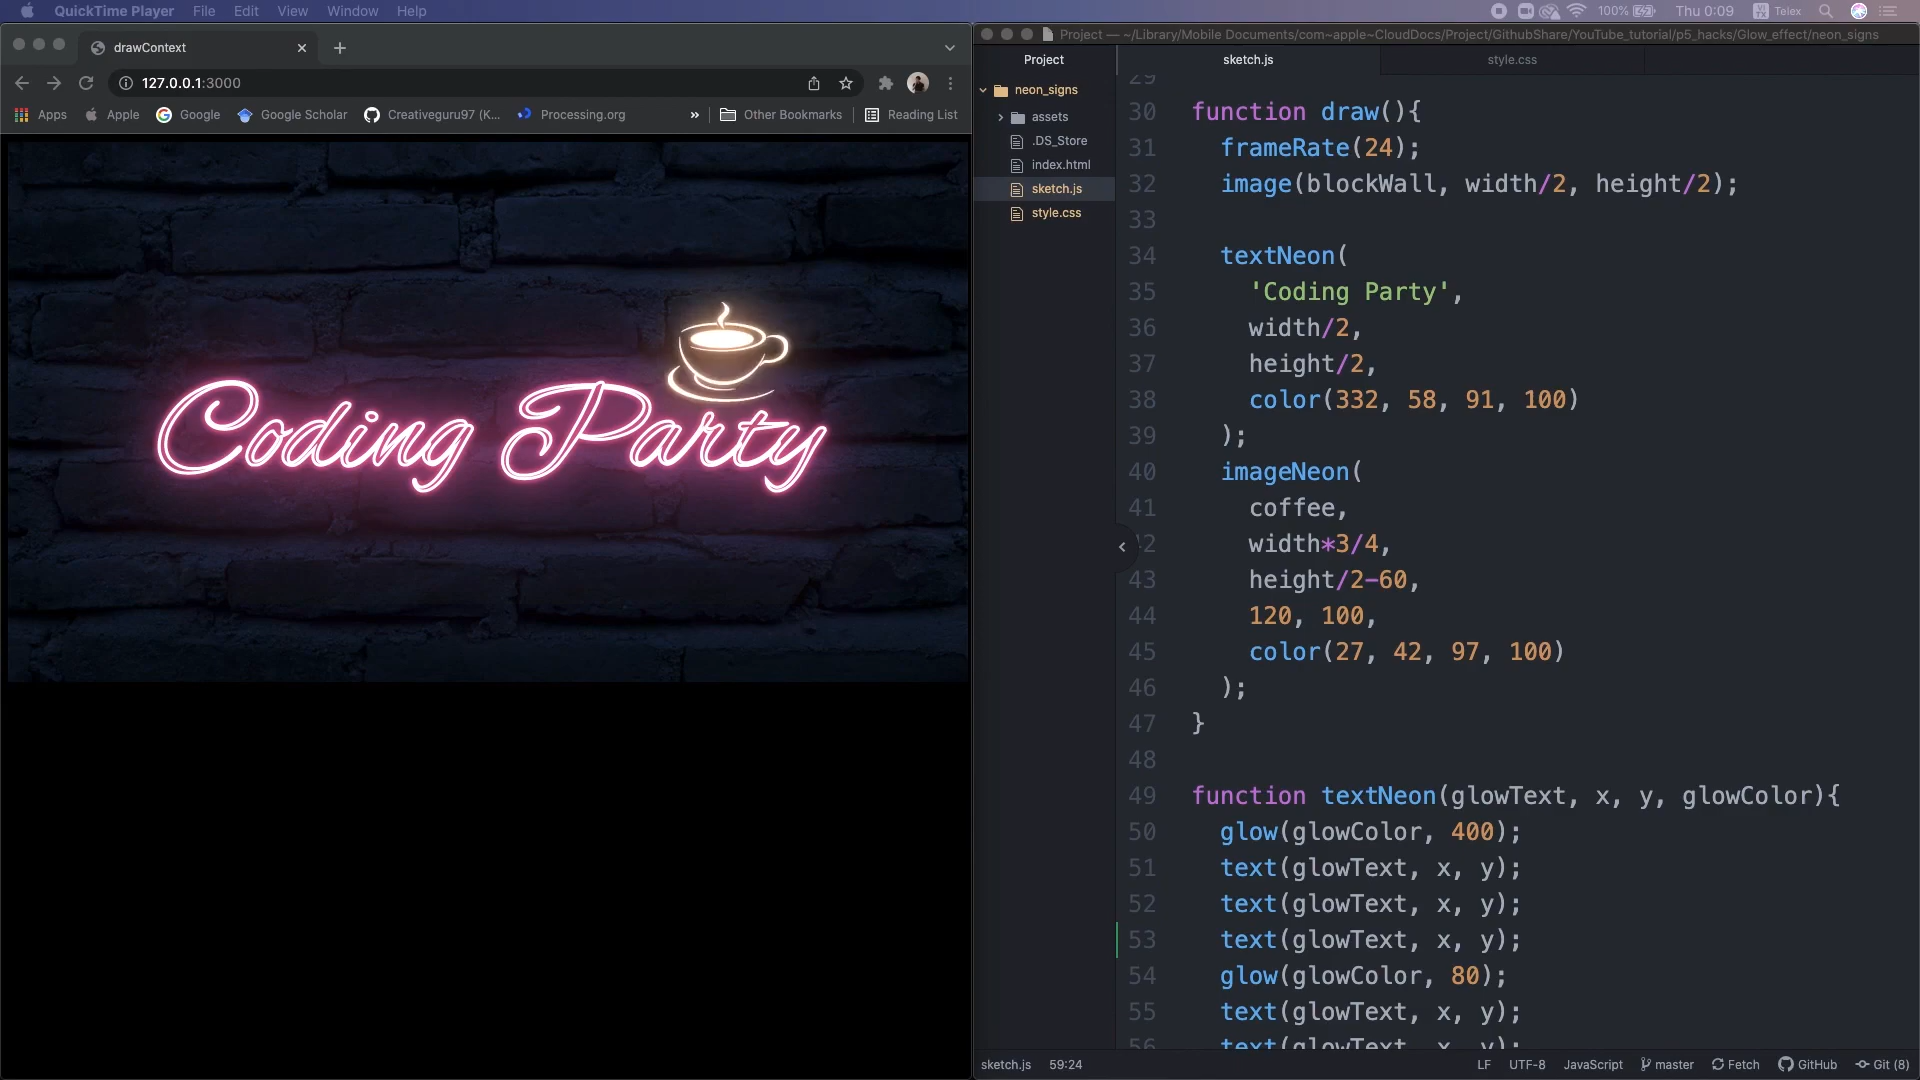 QuickTime Player File Edit View Window Help
100% Thu 0:09 Telex
drawContext
127.0.0.1:3000
Apps Apple Google Google Scholar Creativeguru97 (K... Processing.org » Other Bookmarks Reading List
Coding Party
Project — ~/Library/Mobile Documents/com~apple~CloudDocs/Project/GithubShare/YouTube_tutorial/p5_hacks/Glow_effect/neon_signs
Project
neon_signs
assets
.DS_Store
index.html
sketch.js
style.css
sketch.js style.css
29
30 function draw(){
31 frameRate(24);
32 image(blockWall, width/2, height/2);
33
34 textNeon(
35 'Coding Party',
36 width/2,
37 height/2,
38 color(332, 58, 91, 100)
39 );
40 imageNeon(
41 coffee,
42 width*3/4,
43 height/2-60,
44 120, 100,
45 color(27, 42, 97, 100)
46 );
47 }
48
49 function textNeon(glowText, x, y, glowColor){
50 glow(glowColor, 400);
51 text(glowText, x, y);
52 text(glowText, x, y);
53 text(glowText, x, y);
54 glow(glowColor, 80);
55 text(glowText, x, y);
56 text(glowText, x, y);
sketch.js 59:24 LF UTF-8 JavaScript master Fetch GitHub Git (8)